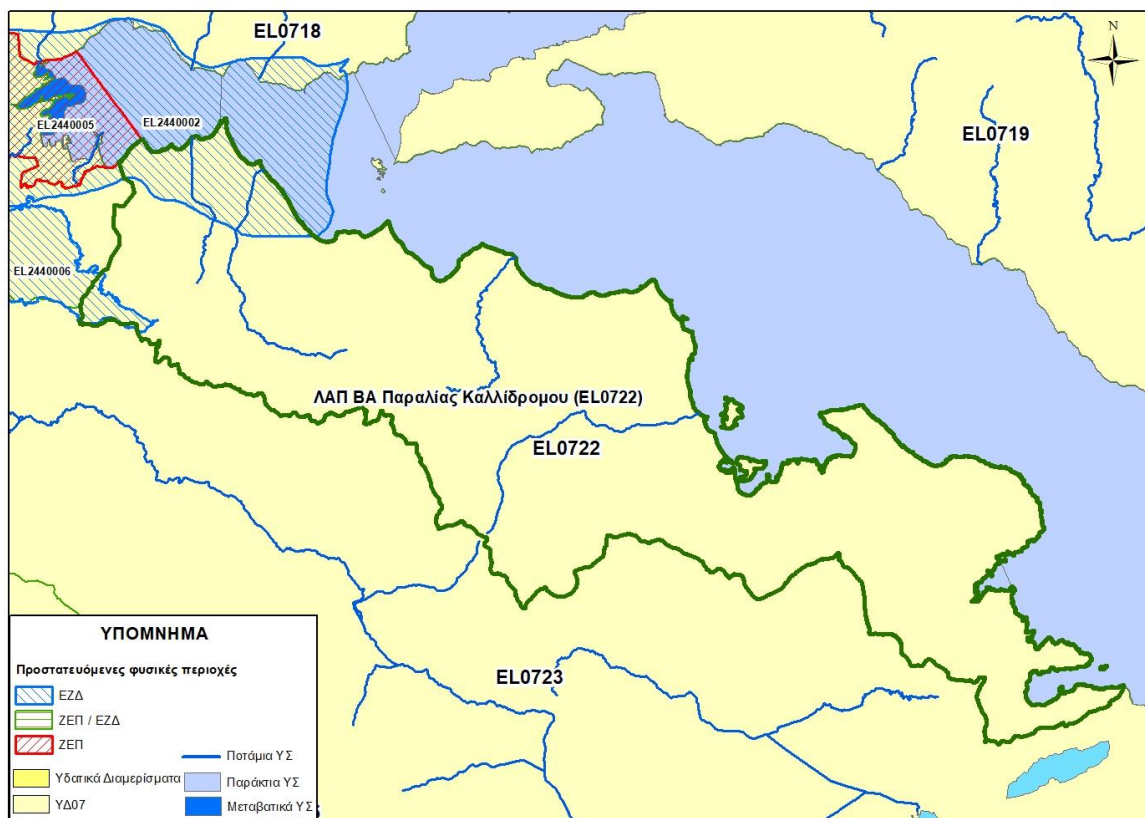 EL0718
N
EL2440005
EL2440002
EL0719
EL2440006
ΛΑΠ ΒΑ Παραλίας Καλλίδρομου (EL0722)
EL0722
EL0723
ΥΠΟΜΝΗΜΑ
Προστατευόμενες φυσικές περιοχές
ΕΖΔ
ΖΕΠ / ΕΖΔ
ΖΕΠ
Υδατικά Διαμερίσματα
ΥΔ07
Ποτάμια ΥΣ
Παράκτια ΥΣ
Μεταβατικά ΥΣ